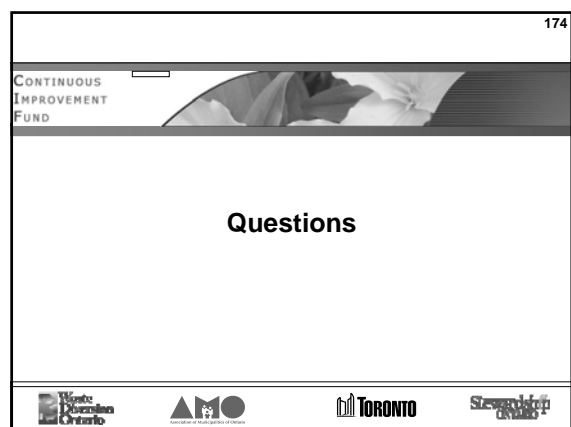 174
CONTINUOUS
IMPROVEMENT
FUND
Questions
Waste
Diversion
Ontario
AMO
Association of Municipalities of Ontario
TORONTO
Stewardship
Ontario